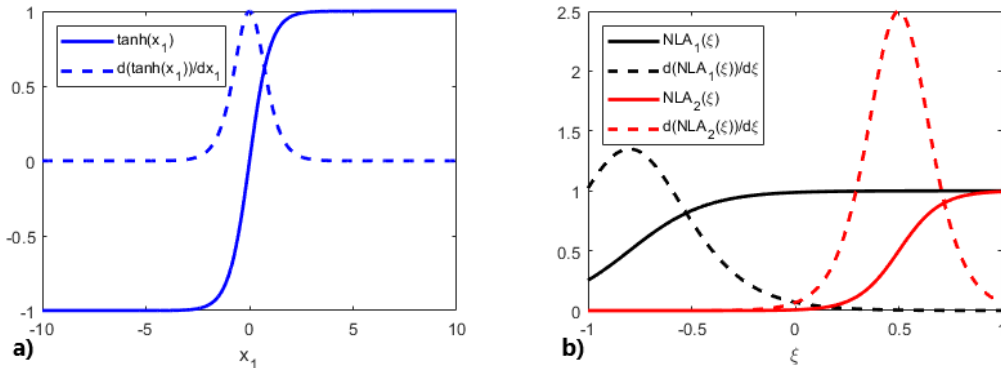 1
0.5
0
-0.5
-1
-10 -5 0 5 10
x₁
tanh(x₁)
d(tanh(x₁))/dx₁
a)
2.5
2
1.5
1
0.5
0
-1 -0.5 0 0.5 1
ξ
NLA₁(ξ)
d(NLA₁(ξ))/dξ
NLA₂(ξ)
d(NLA₂(ξ))/dξ
b)